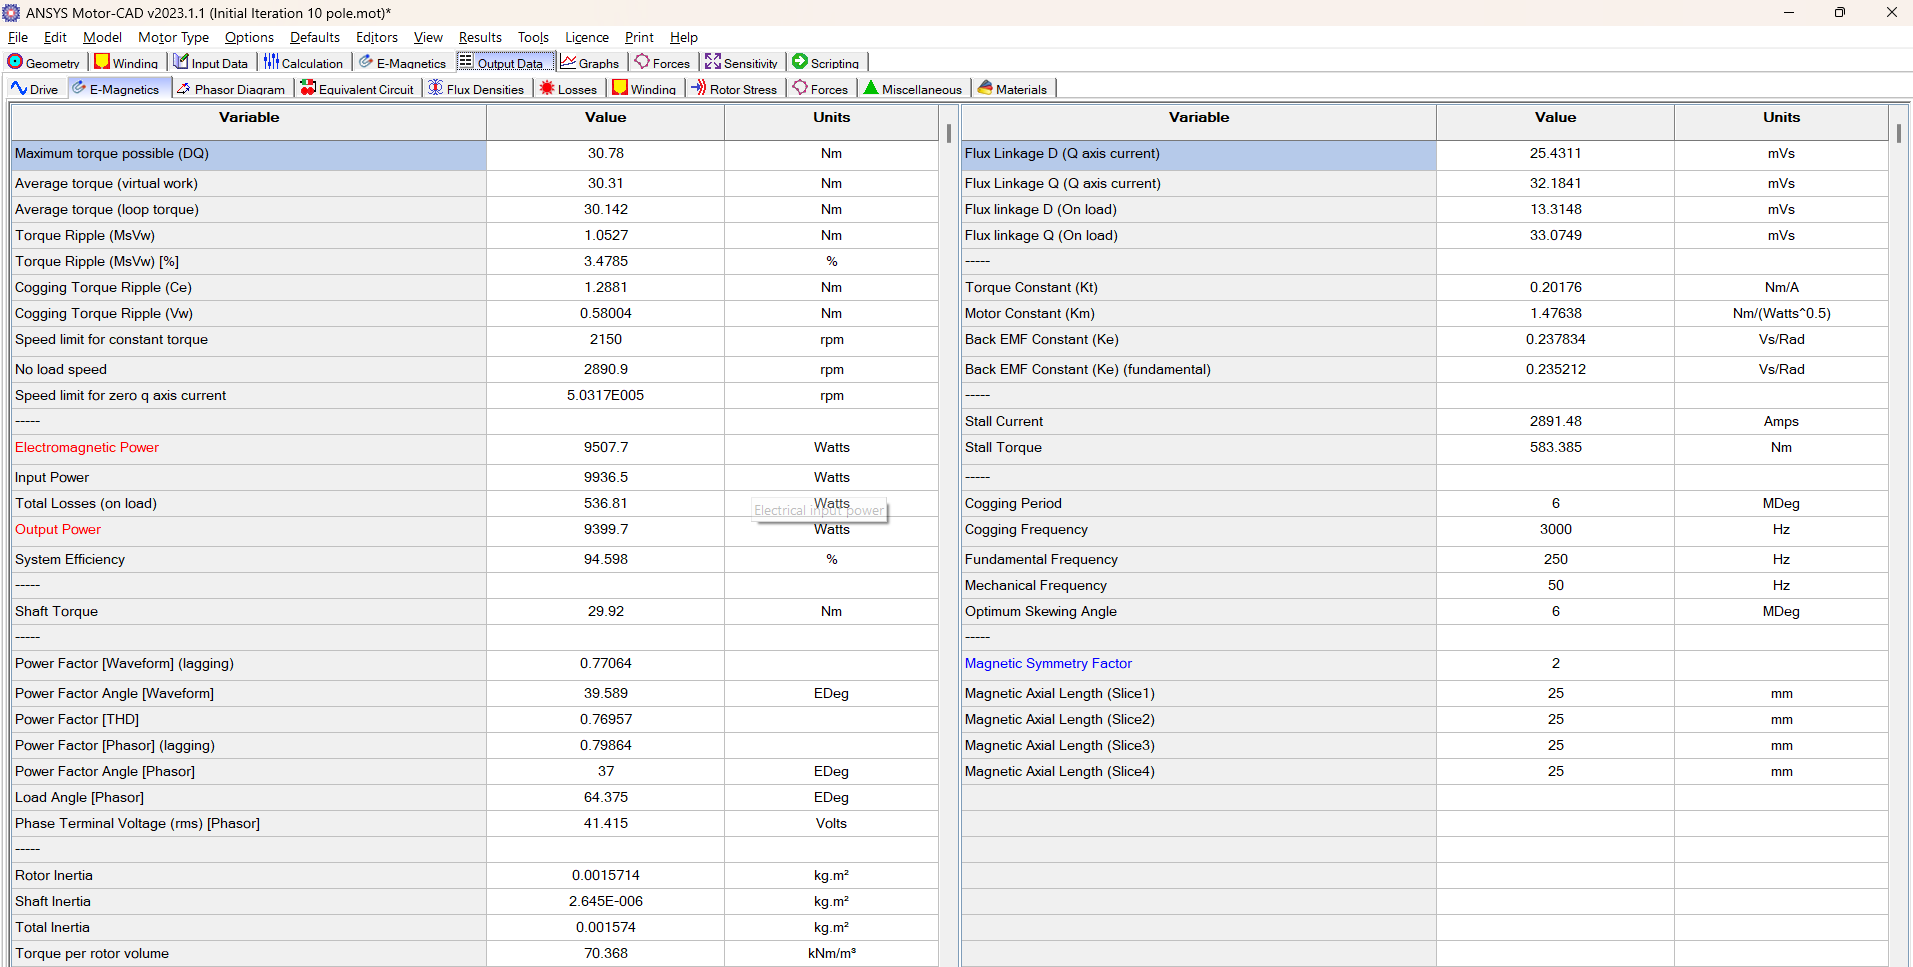 ANSYS Motor-CAD v2023.1.1 (Initial Iteration 10 pole.mot)*
File Edit Model Motor Type Options Defaults Editors View Results Tools Licence Print Help
Geometry Winding Input Data Calculation E-Magnetics Output Data Graphs Forces Sensitivity Scripting
Drive E-Magnetics Phasor Diagram Equivalent Circuit Flux Densities Losses Winding Rotor Stress Forces Miscellaneous Materials
Variable Value Units
Maximum torque possible (DQ) 30.78 Nm
Average torque (virtual work) 30.31 Nm
Average torque (loop torque) 30.142 Nm
Torque Ripple (MsVw) 1.0527 Nm
Torque Ripple (MsVw) [%] 3.4785 %
Cogging Torque Ripple (Ce) 1.2881 Nm
Cogging Torque Ripple (Vw) 0.58004 Nm
Speed limit for constant torque 2150 rpm
No load speed 2890.9 rpm
Speed limit for zero q axis current 5.0317E005 rpm
-----
Electromagnetic Power 9507.7 Watts
Input Power 9936.5 Watts
Total Losses (on load) 536.81 Watts
Electrical input power
Output Power 9399.7 Watts
System Efficiency 94.598 %
-----
Shaft Torque 29.92 Nm
-----
Power Factor [Waveform] (lagging) 0.77064
Power Factor Angle [Waveform] 39.589 EDeg
Power Factor [THD] 0.76957
Power Factor [Phasor] (lagging) 0.79864
Power Factor Angle [Phasor] 37 EDeg
Load Angle [Phasor] 64.375 EDeg
Phase Terminal Voltage (rms) [Phasor] 41.415 Volts
-----
Rotor Inertia 0.0015714 kg.m²
Shaft Inertia 2.645E-006 kg.m²
Total Inertia 0.001574 kg.m²
Torque per rotor volume 70.368 kNm/m³
Variable Value Units
Flux Linkage D (Q axis current) 25.4311 mVs
Flux Linkage Q (Q axis current) 32.1841 mVs
Flux linkage D (On load) 13.3148 mVs
Flux linkage Q (On load) 33.0749 mVs
-----
Torque Constant (Kt) 0.20176 Nm/A
Motor Constant (Km) 1.47638 Nm/(Watts^0.5)
Back EMF Constant (Ke) 0.237834 Vs/Rad
Back EMF Constant (Ke) (fundamental) 0.235212 Vs/Rad
-----
Stall Current 2891.48 Amps
Stall Torque 583.385 Nm
-----
Cogging Period 6 MDeg
Cogging Frequency 3000 Hz
Fundamental Frequency 250 Hz
Mechanical Frequency 50 Hz
Optimum Skewing Angle 6 MDeg
-----
Magnetic Symmetry Factor 2
Magnetic Axial Length (Slice1) 25 mm
Magnetic Axial Length (Slice2) 25 mm
Magnetic Axial Length (Slice3) 25 mm
Magnetic Axial Length (Slice4) 25 mm